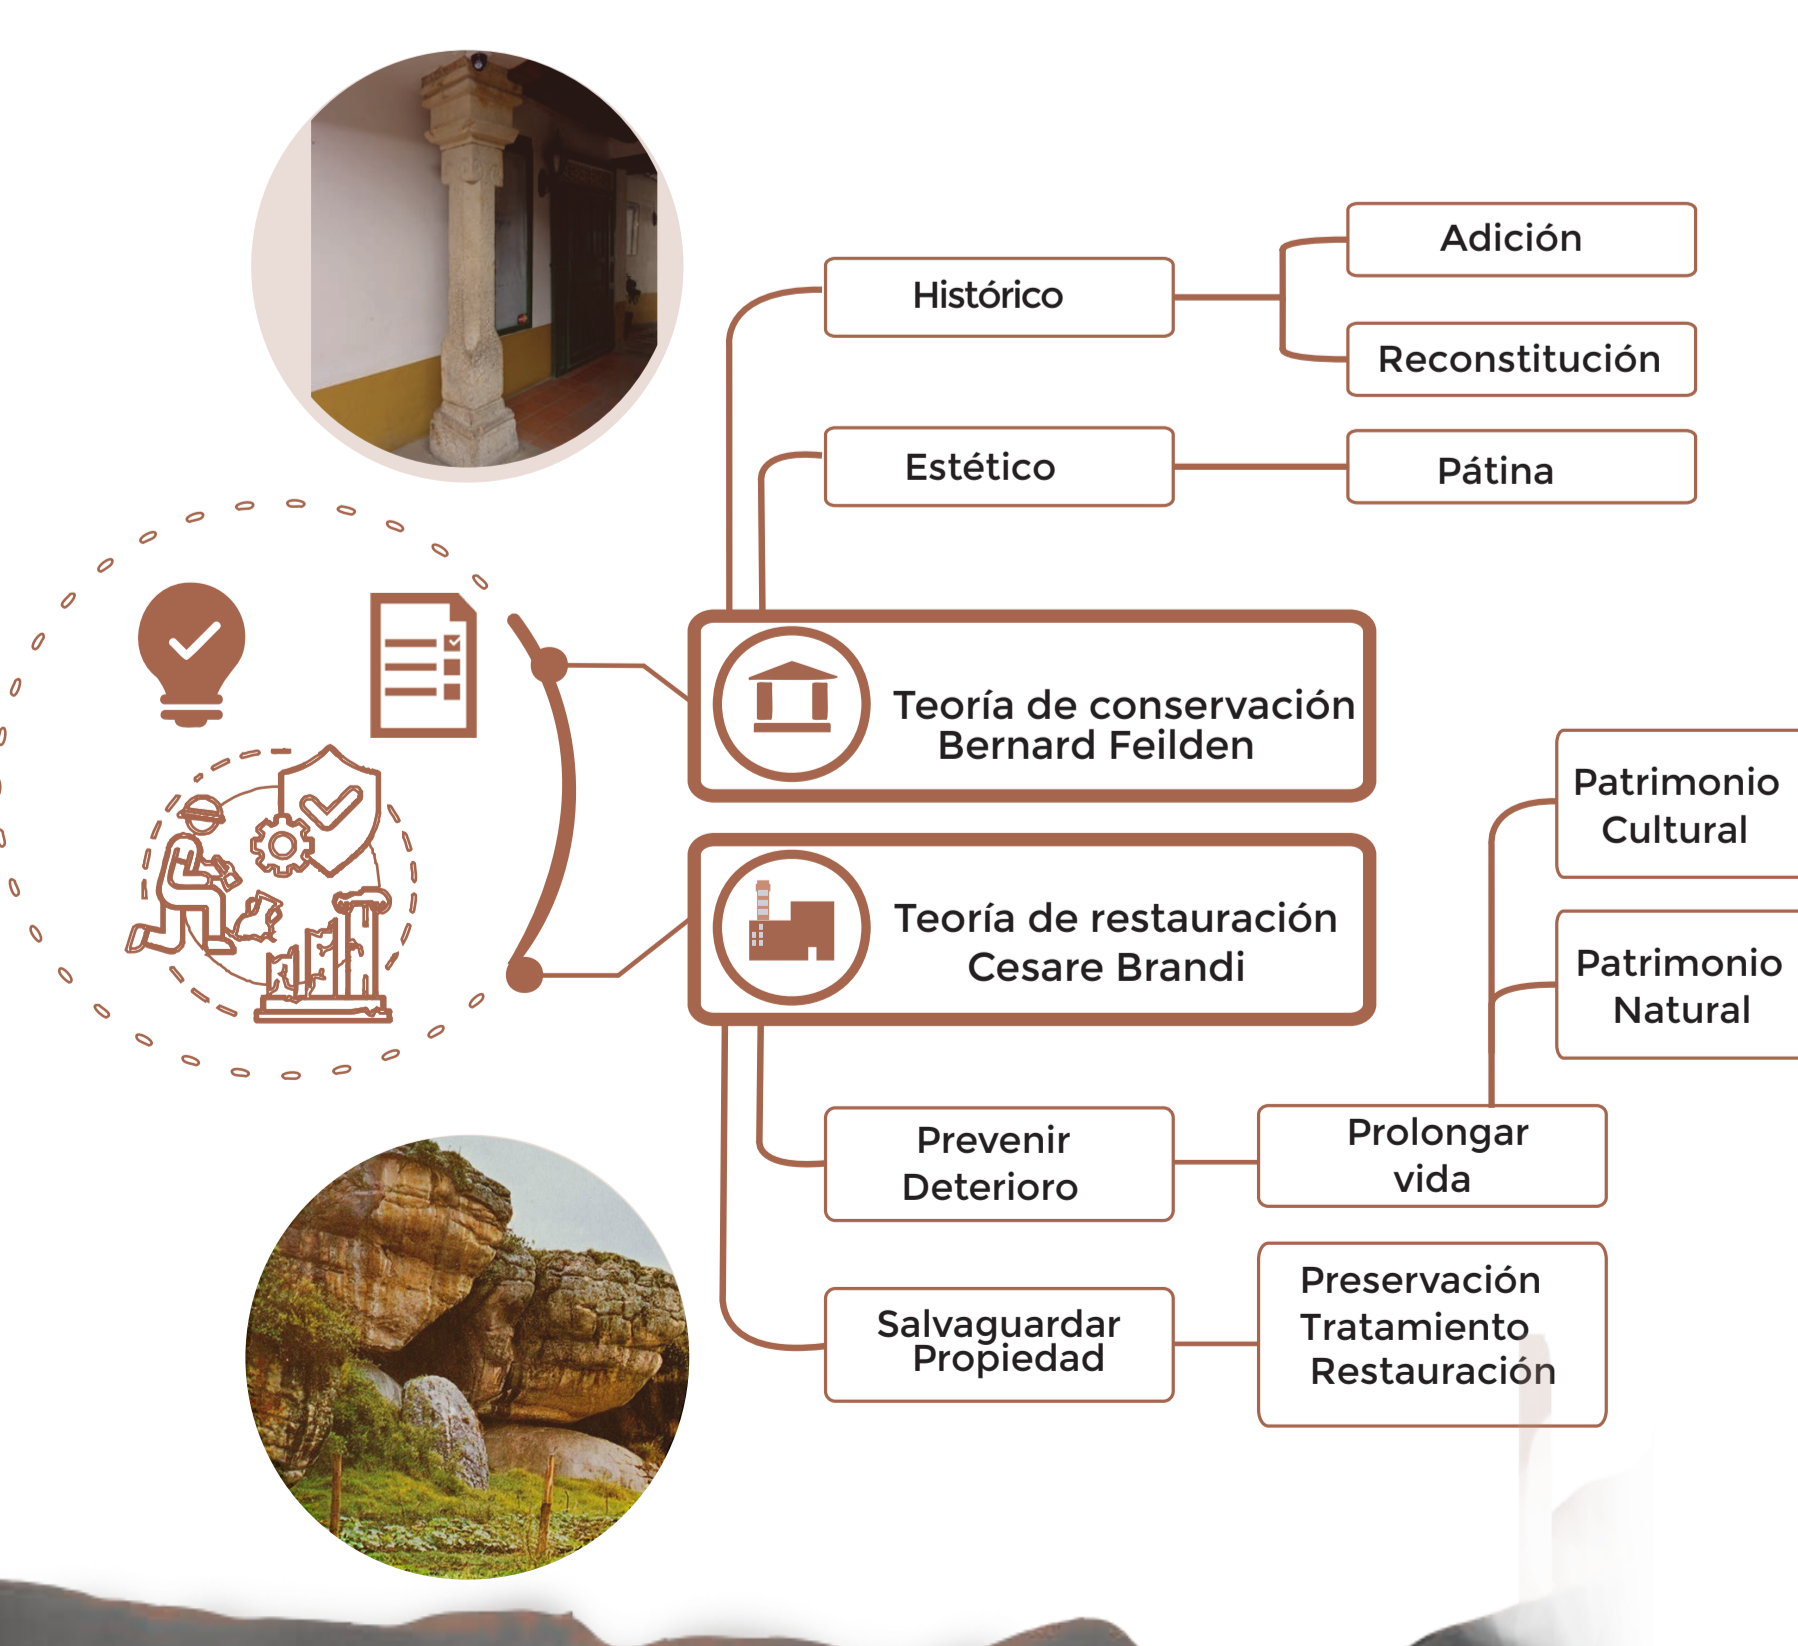 Histórico
Adición
Reconstitución
Estético
Pátina
Teoría de conservación
Bernard Feilden
Teoría de restauración
Cesare Brandi
Patrimonio
Cultural
Patrimonio
Natural
Prevenir
Deterioro
Prolongar
vida
Salvaguardar
Propiedad
Preservación
Tratamiento
Restauración